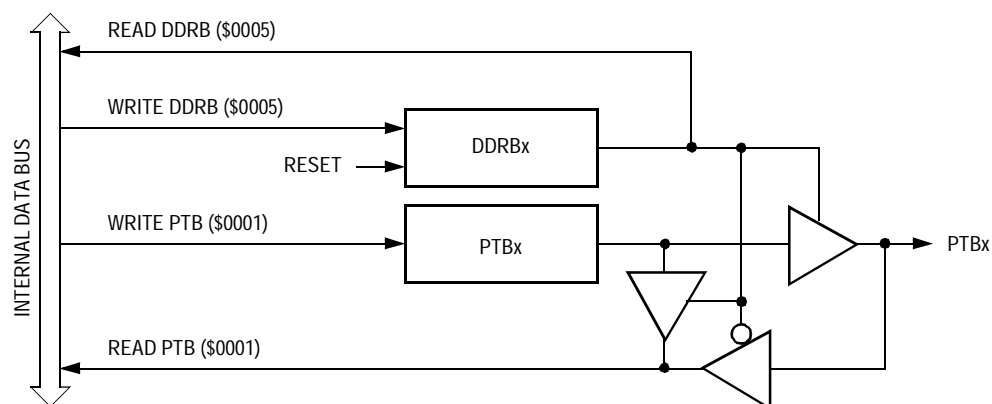 READ DDRB ($0005)
WRITE DDRB ($0005)
RESET
DDRBx
WRITE PTB ($0001)
PTBx
PTBx
READ PTB ($0001)
INTERNAL DATA BUS